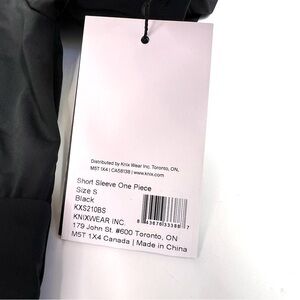 Distributed by Knix Wear Inc. Toronto, ON,
M5T 1X4 | CA58138 | www.knix.com
Short Sleeve One Piece
Size S
Black
KXS210BS
KNIXWEAR INC.
179 John St. #600 Toronto, ON
M5T 1X4 Canada | Made in China